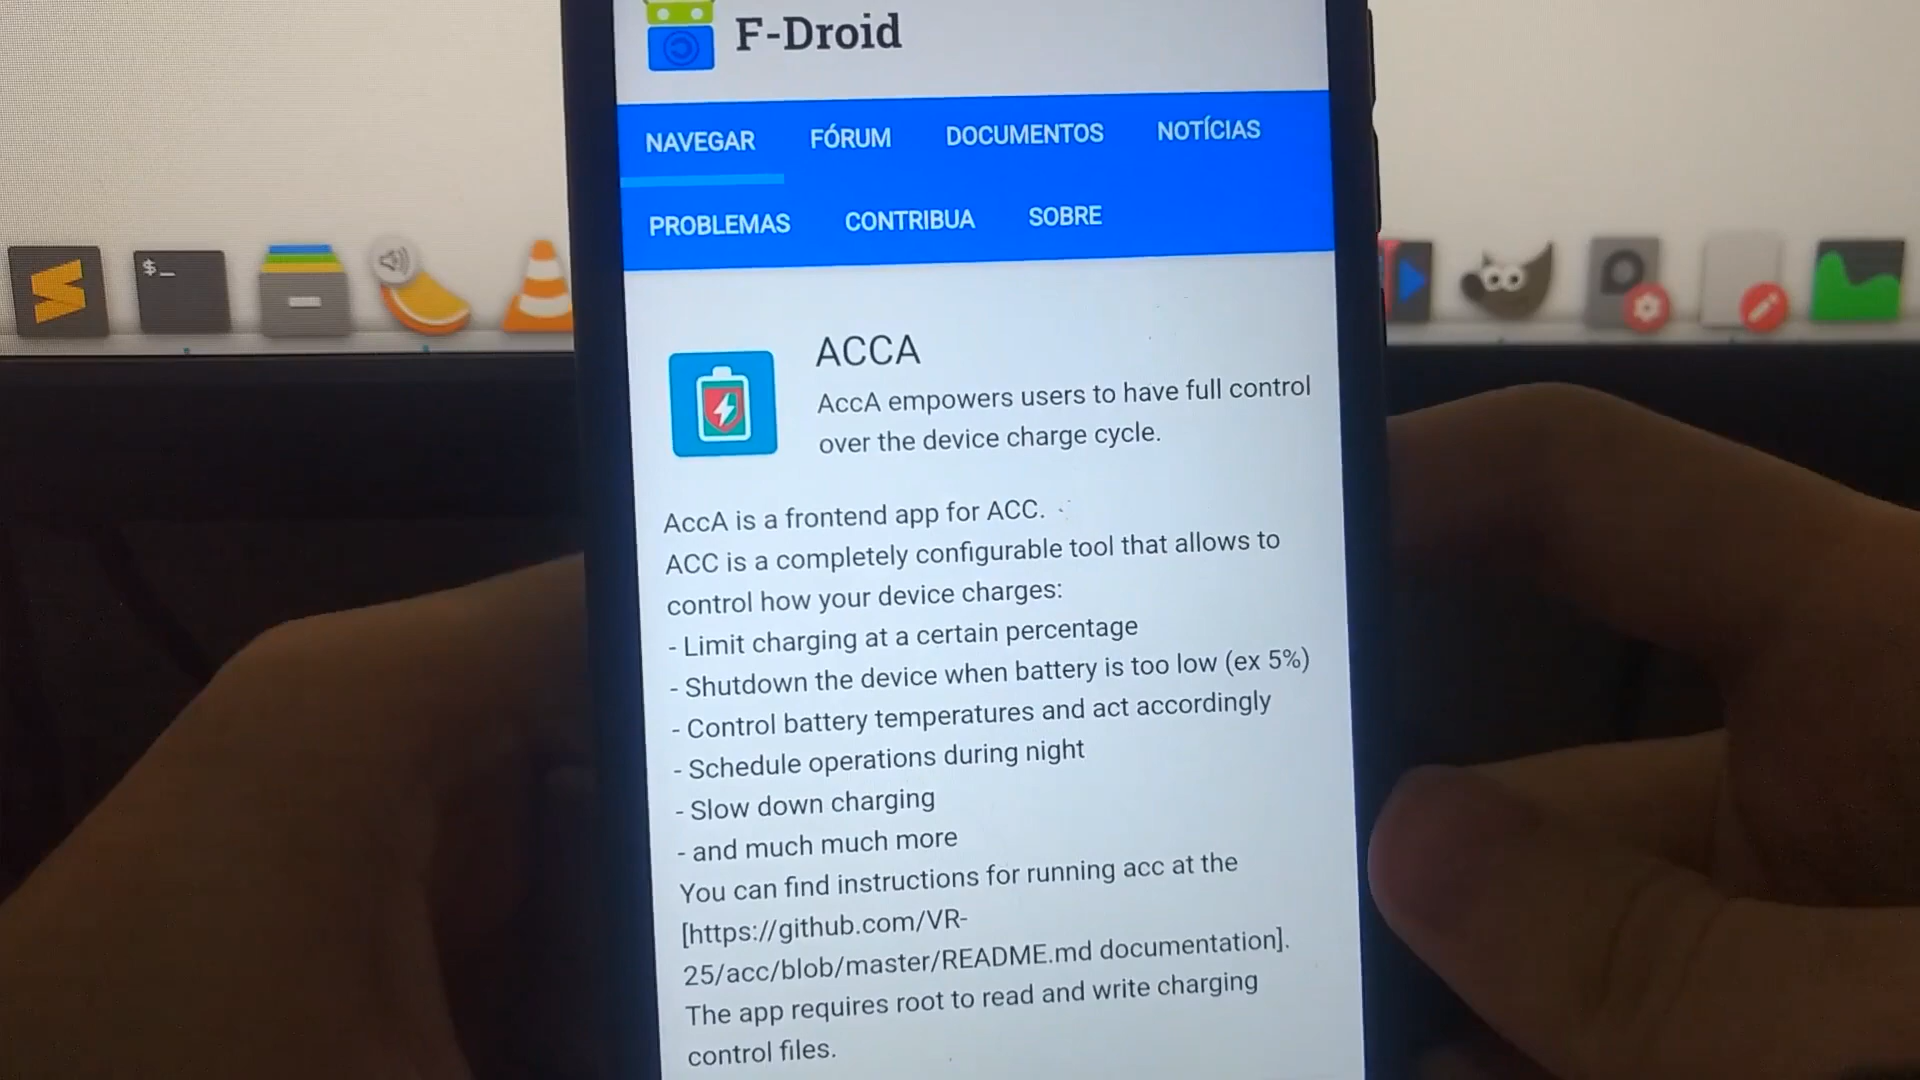 F-Droid
NAVEGAR FÓRUM DOCUMENTOS NOTÍCIAS
PROBLEMAS CONTRIBUA SOBRE
ACCA
AccA empowers users to have full control
over the device charge cycle.
AccA is a frontend app for ACC.
ACC is a completely configurable tool that allows to
control how your device charges:
- Limit charging at a certain percentage
- Shutdown the device when battery is too low (ex 5%)
- Control battery temperatures and act accordingly
- Schedule operations during night
- Slow down charging
- and much much more
You can find instructions for running acc at the
[https://github.com/VR-
25/acc/blob/master/README.md documentation].
The app requires root to read and write charging
control files.
$_